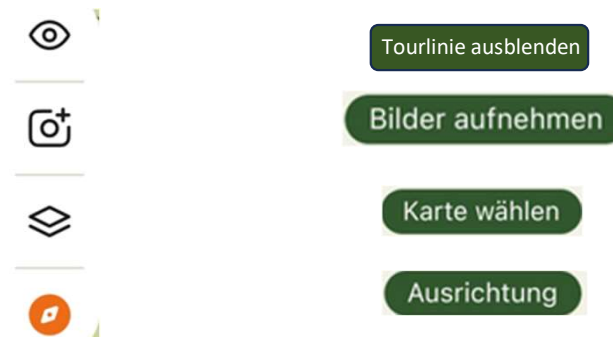 Tourlinie ausblenden
Bilder aufnehmen
Karte wählen
Ausrichtung